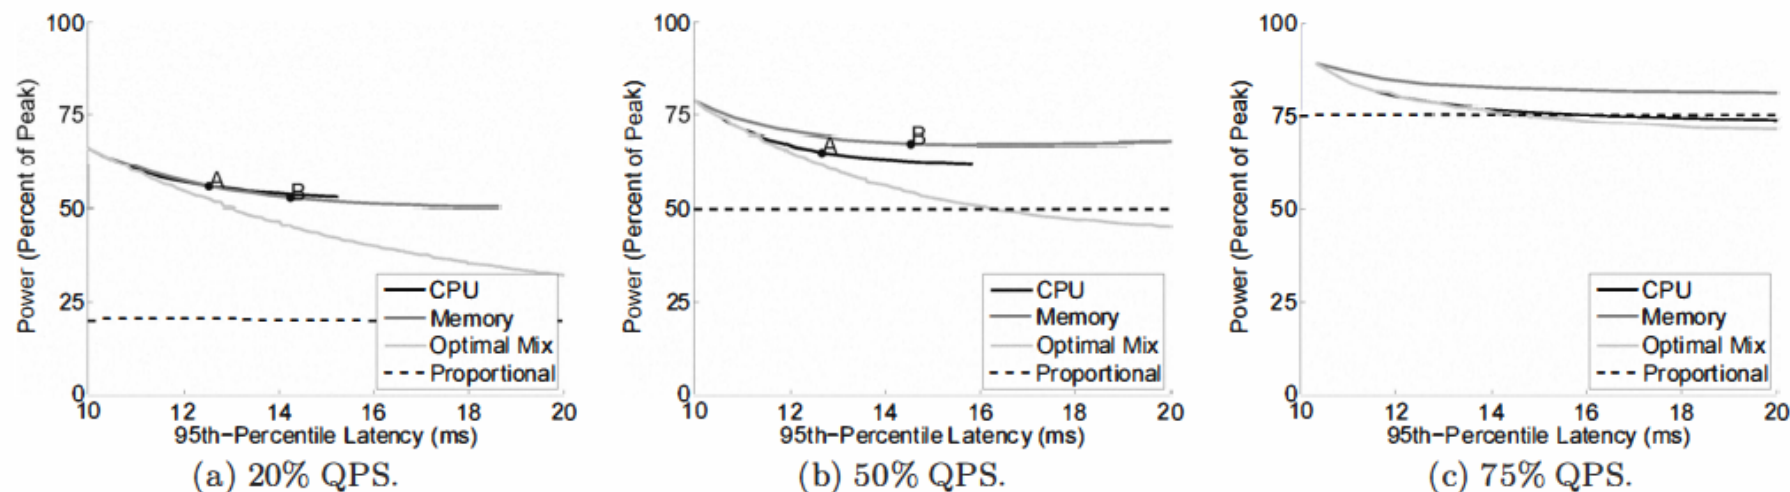 100
75
50
25
0
Power (Percent of Peak)
A
B
CPU
Memory
Optimal Mix
Proportional
10 12 14 16 18 20
95th-Percentile Latency (ms)
(a) 20% QPS.
100
75
50
25
0
Power (Percent of Peak)
B
A
CPU
Memory
Optimal Mix
Proportional
10 12 14 16 18 20
95th-Percentile Latency (ms)
(b) 50% QPS.
100
75
50
25
0
Power (Percent of Peak)
CPU
Memory
Optimal Mix
Proportional
10 12 14 16 18 20
95th-Percentile Latency (ms)
(c) 75% QPS.